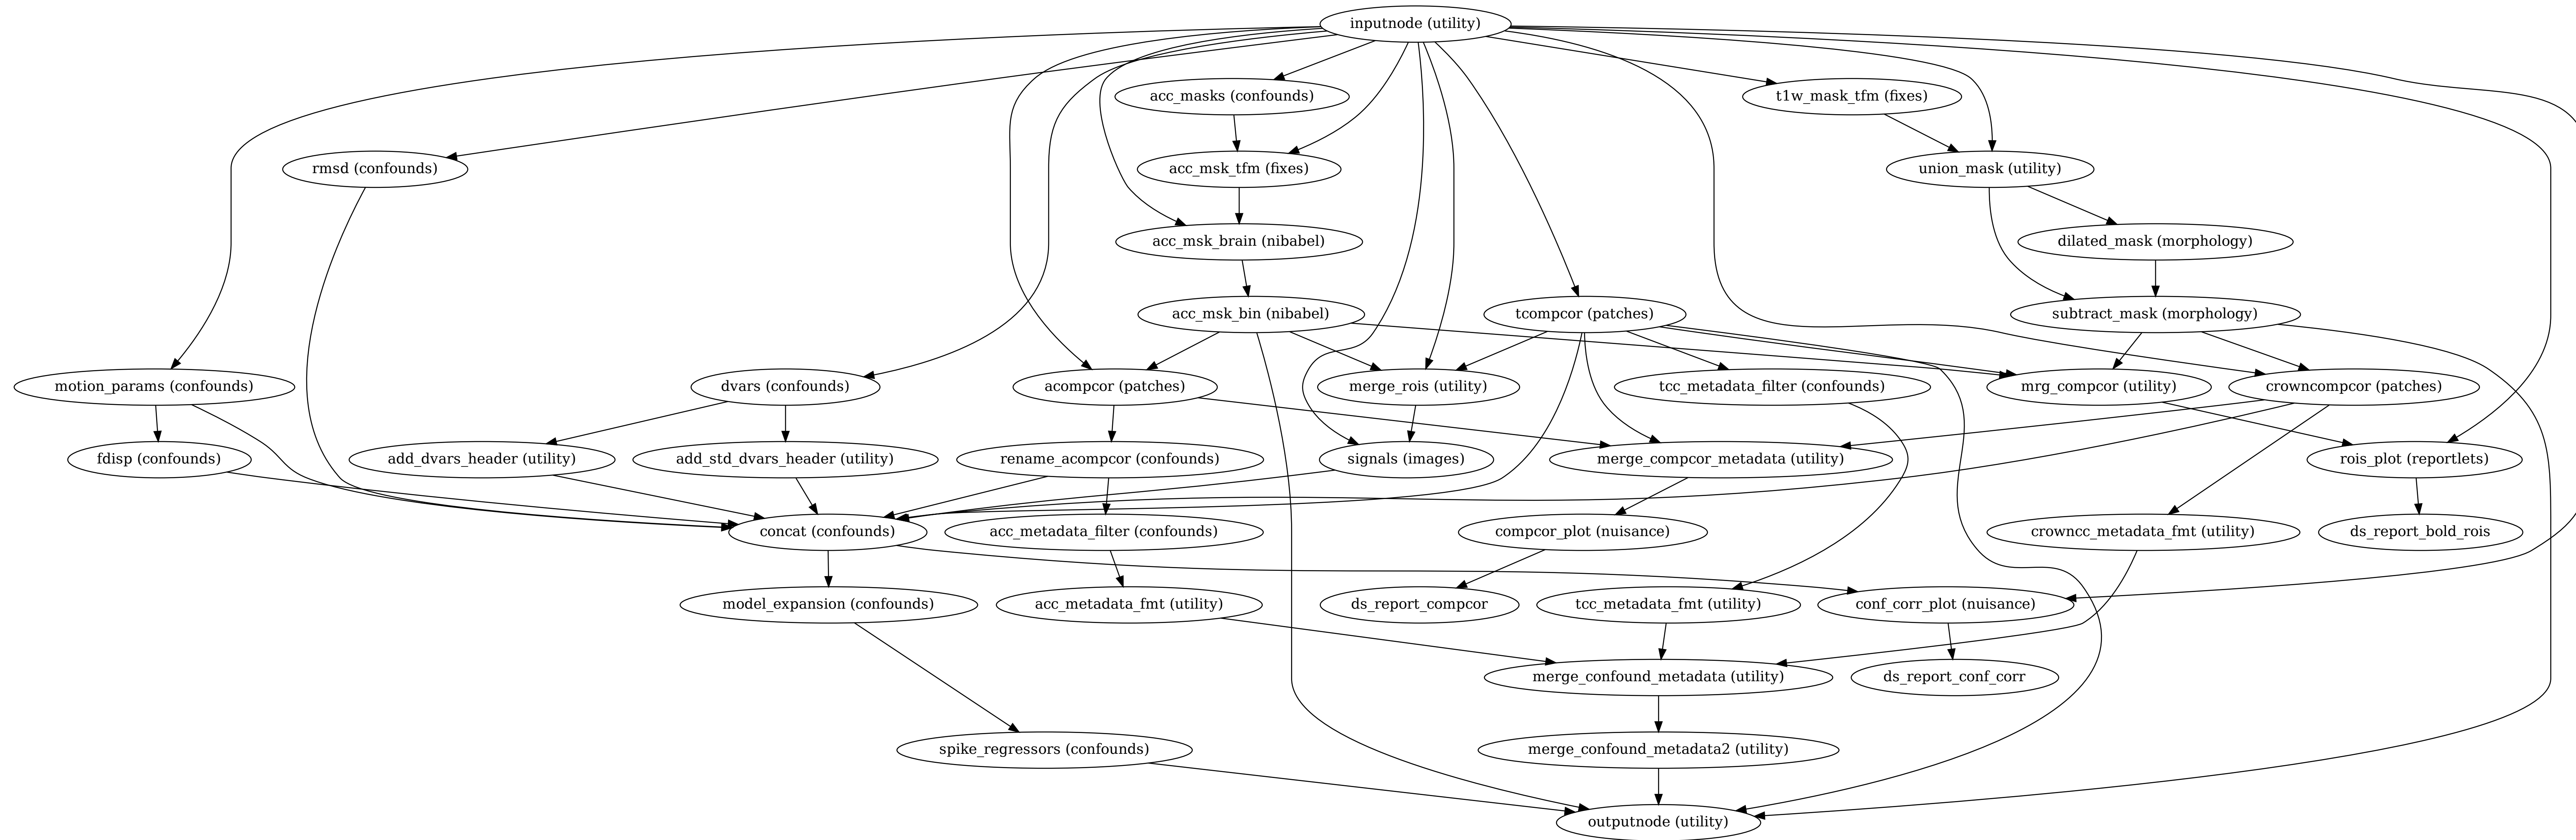 inputnode (utility)
acc_masks (confounds)
t1w_mask_tfm (fixes)
rmsd (confounds)
acc_msk_tfm (fixes)
union_mask (utility)
acc_msk_brain (nibabel)
dilated_mask (morphology)
acc_msk_bin (nibabel)
tcompcor (patches)
subtract_mask (morphology)
motion_params (confounds)
dvars (confounds)
acompcor (patches)
merge_rois (utility)
tcc_metadata_filter (confounds)
mrg_compcor (utility)
crowncompcor (patches)
fdisp (confounds)
add_dvars_header (utility)
add_std_dvars_header (utility)
rename_acompcor (confounds)
signals (images)
merge_compcor_metadata (utility)
rois_plot (reportlets)
concat (confounds)
acc_metadata_filter (confounds)
compcor_plot (nuisance)
crowncc_metadata_fmt (utility)
ds_report_bold_rois
model_expansion (confounds)
acc_metadata_fmt (utility)
ds_report_compcor
tcc_metadata_fmt (utility)
conf_corr_plot (nuisance)
merge_confound_metadata (utility)
ds_report_conf_corr
spike_regressors (confounds)
merge_confound_metadata2 (utility)
outputnode (utility)